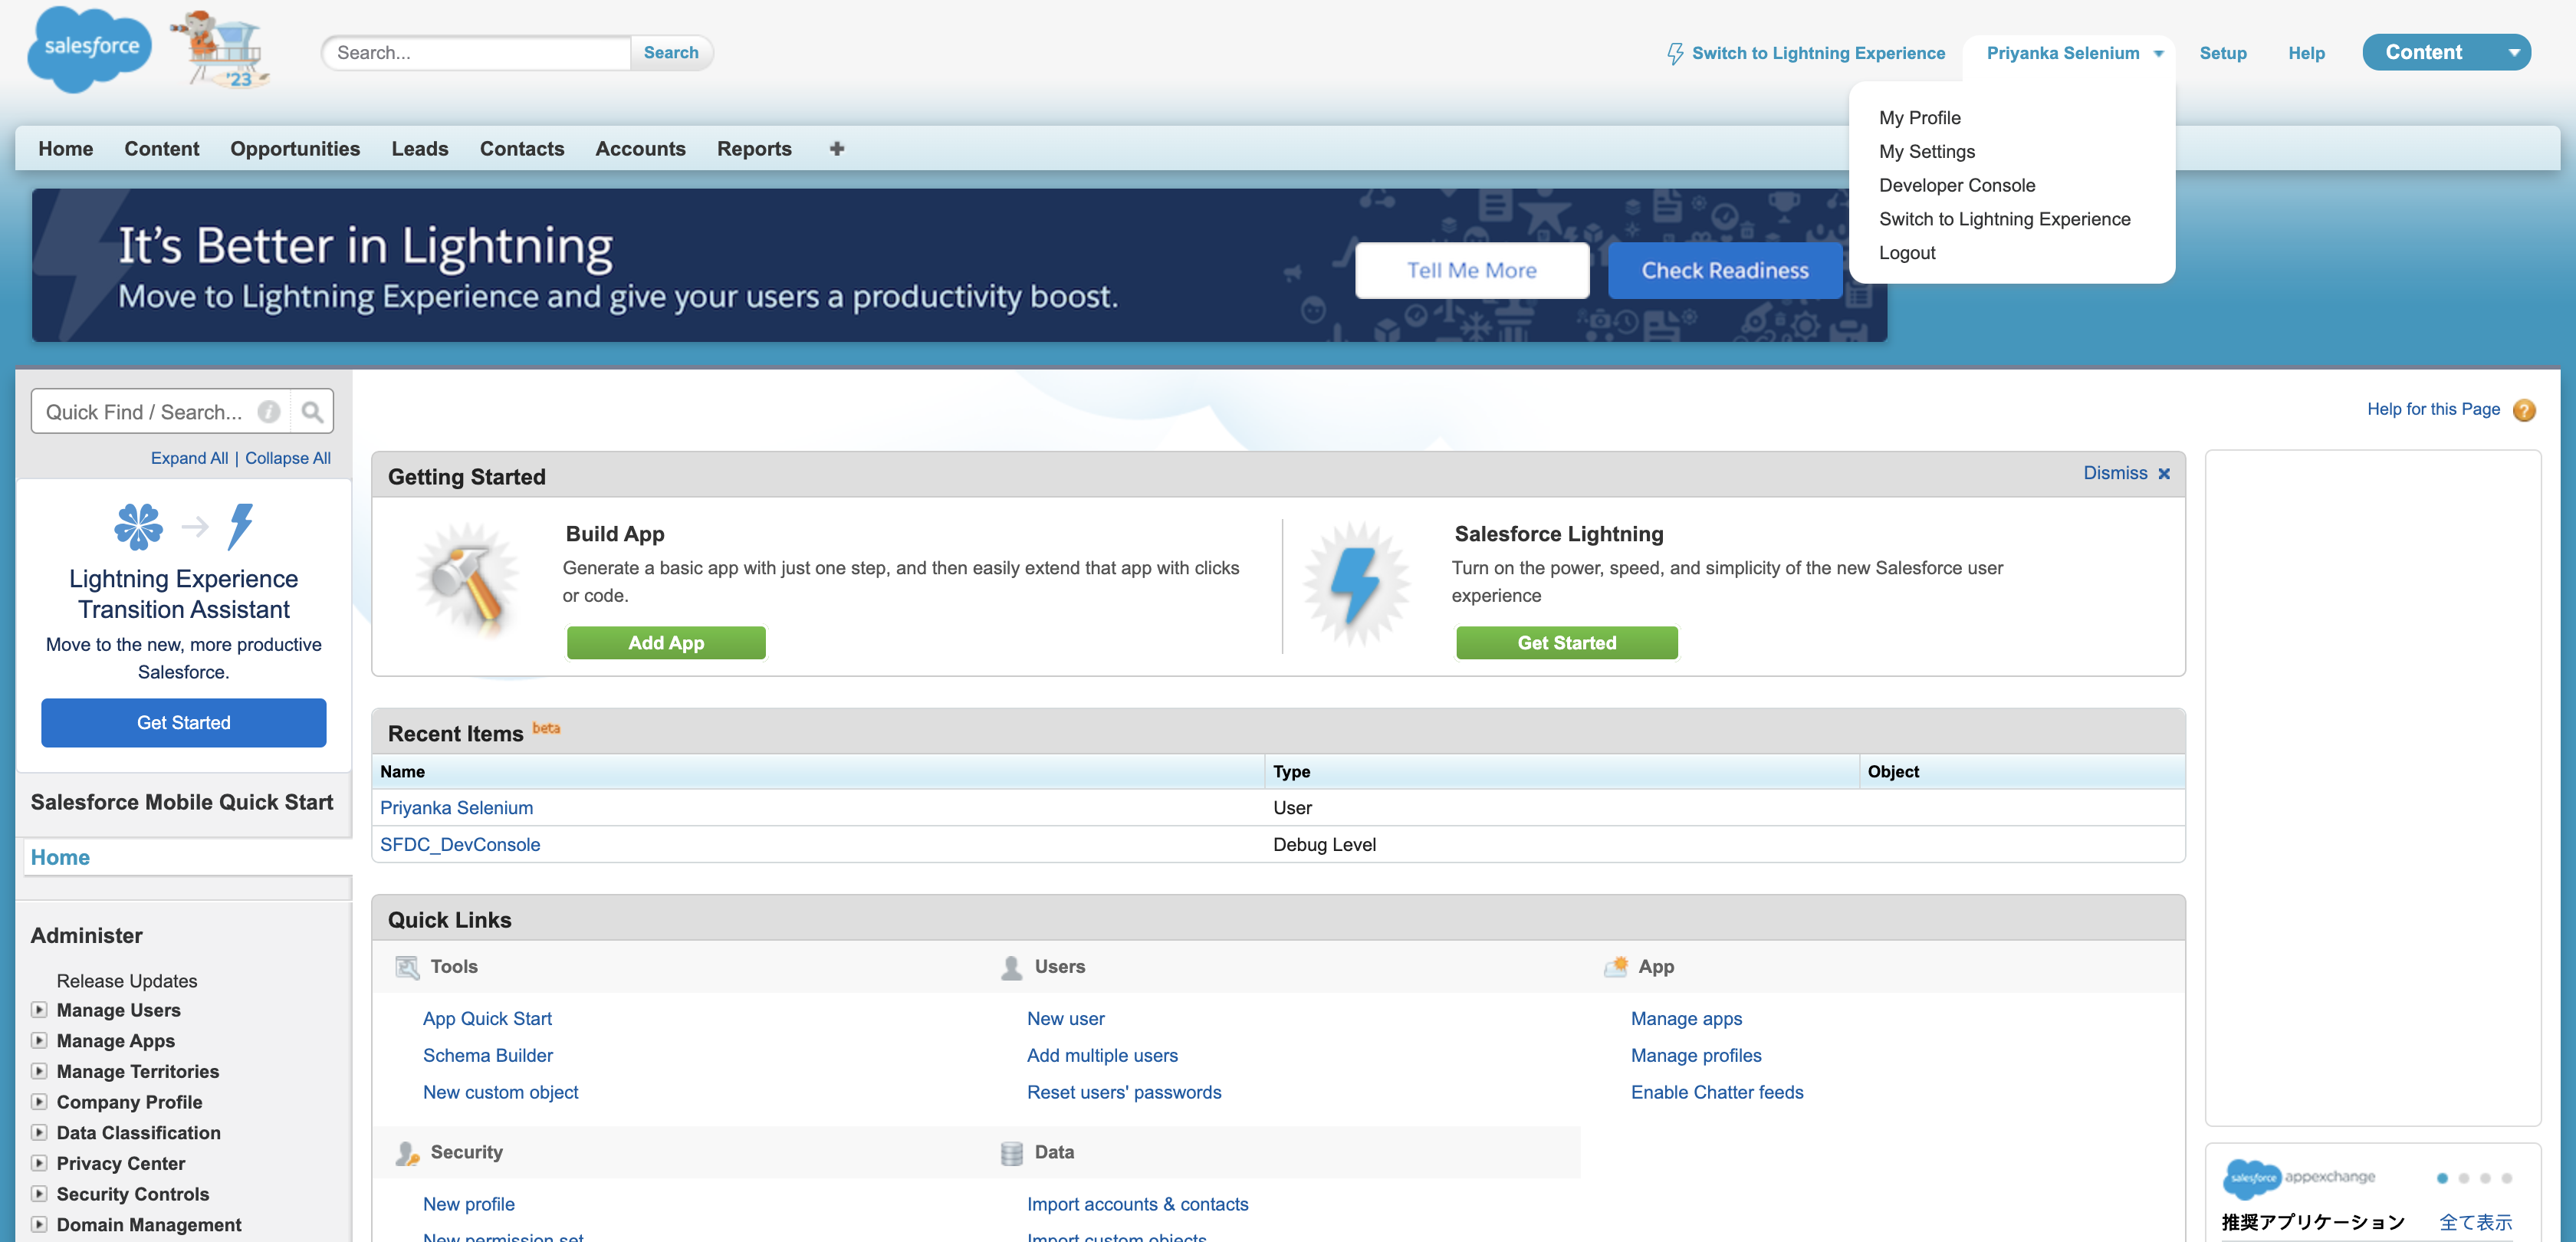 salesforce
'23
Search...
Search
Switch to Lightning Experience
Priyanka Selenium
Setup
Help
Content
My Profile
My Settings
Developer Console
Switch to Lightning Experience
Logout
Home
Content
Opportunities
Leads
Contacts
Accounts
Reports
It's Better in Lightning
Move to Lightning Experience and give your users a productivity boost.
Tell Me More
Check Readiness
Quick Find / Search...
Expand All | Collapse All
Lightning Experience
Transition Assistant
Move to the new, more productive
Salesforce.
Get Started
Salesforce Mobile Quick Start
Home
Administer
Release Updates
Manage Users
Manage Apps
Manage Territories
Company Profile
Data Classification
Privacy Center
Security Controls
Domain Management
Help for this Page
Getting Started
Dismiss
Build App
Generate a basic app with just one step, and then easily extend that app with clicks
or code.
Add App
Salesforce Lightning
Turn on the power, speed, and simplicity of the new Salesforce user
experience
Get Started
Recent Items beta
Name Type Object
Priyanka Selenium User
SFDC_DevConsole Debug Level
Quick Links
Tools
App Quick Start
Schema Builder
New custom object
Users
New user
Add multiple users
Reset users' passwords
App
Manage apps
Manage profiles
Enable Chatter feeds
Security
New profile
New permission set
Data
Import accounts & contacts
Import custom objects
salesforce appexchange
推奨アプリケーション
全て表示